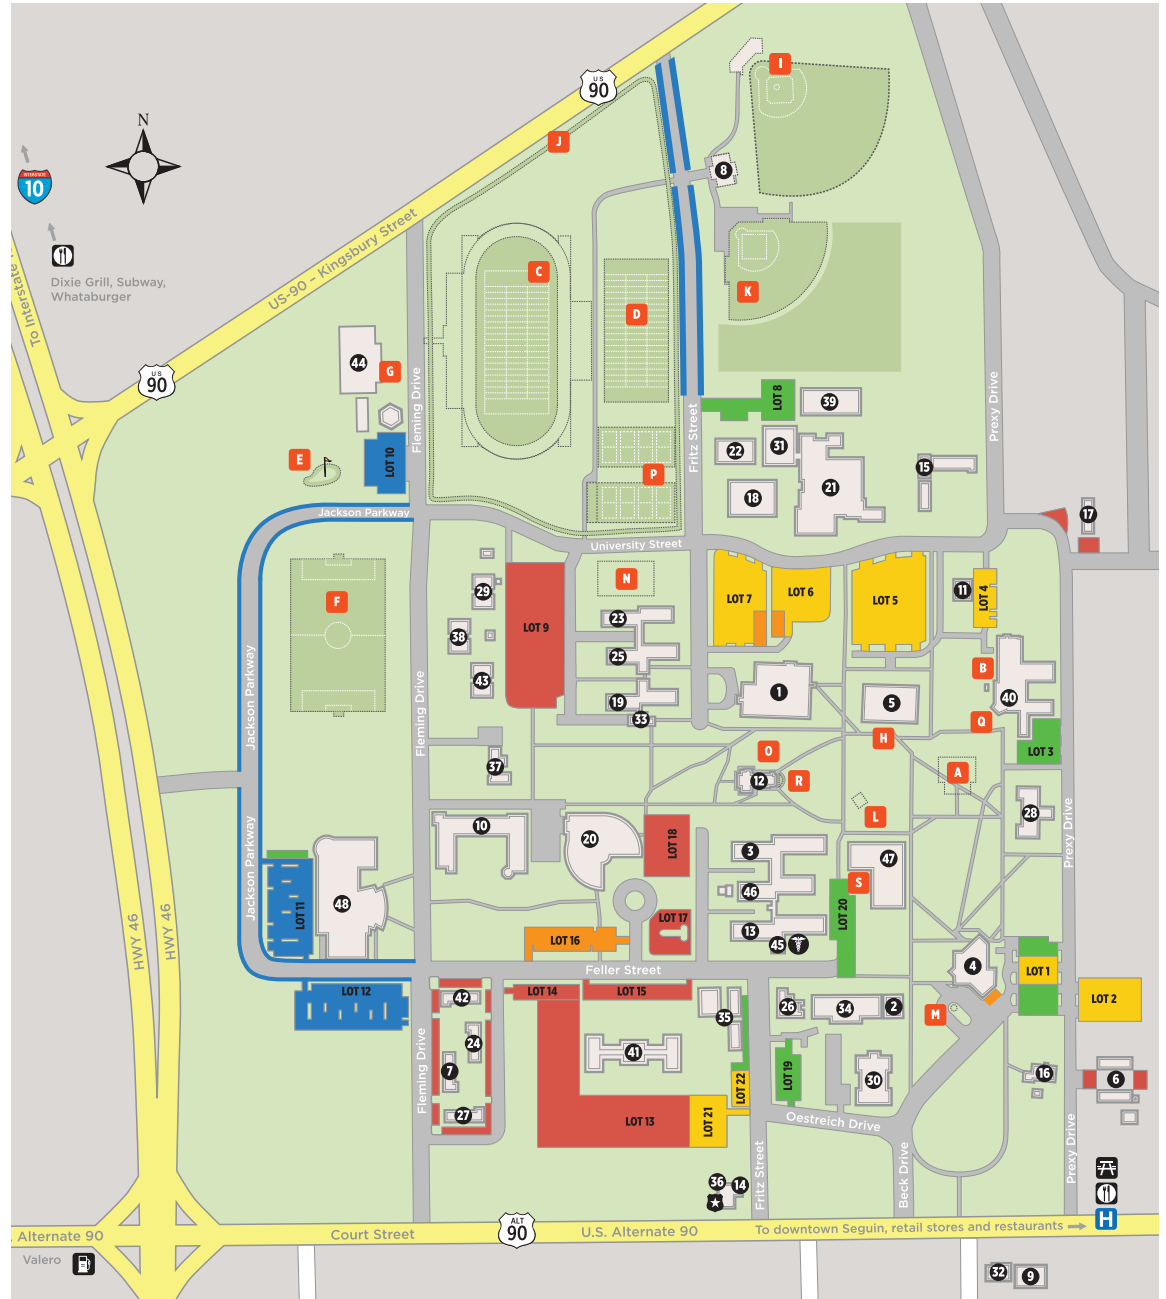 I
US
90
J
N
8
INTERSTATE
10
Dixie Grill, Subway,
Whataburger
US-90 - Kingsbury Street
To Interstate
C
K
D
US
90
44
G
Fleming Drive
LOT 8
39
Prexy Drive
Fritz Street
22
31
E
LOT 10
15
P
21
18
Jackson Parkway
17
University Street
N
29
LOT 7
LOT 6
LOT 5
11
LOT 4
F
23
LOT 9
38
25
B
43
1
40
19
5
33
Q
Jackson Parkway
Fleming Drive
H
LOT 3
O
37
12
R
A
L
28
10
20
LOT 18
Prexy Drive
3
47
Jackson Parkway
46
S
48
LOT 11
LOT 17
LOT 20
HWY 46
HWY 46
13
LOT 16
45
4
Feller Street
LOT 1
LOT 12
42
LOT 14
LOT 15
LOT 2
26
34
2
M
35
24
41
7
LOT 22
LOT 19
30
16
6
Fleming Drive
27
LOT 13
LOT 21
Oestreich Drive
Prexy Drive
Fritz Street
Beck Drive
36
14
H
ALT
90
. Alternate 90
Court Street
U.S. Alternate 90
To downtown Seguin, retail stores and restaurants
Valero
32
9